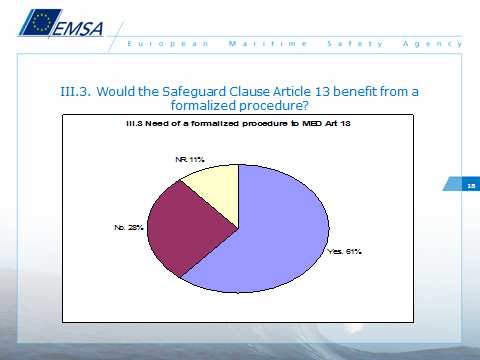 EMSA
European Maritime Safety Agency
III.3. Would the Safeguard Clause Article 13 benefit from a
formalized procedure?
III.3 Need of a formalized procedure to MED Art 13
NR. 11%
No. 28%
Yes. 61%
18